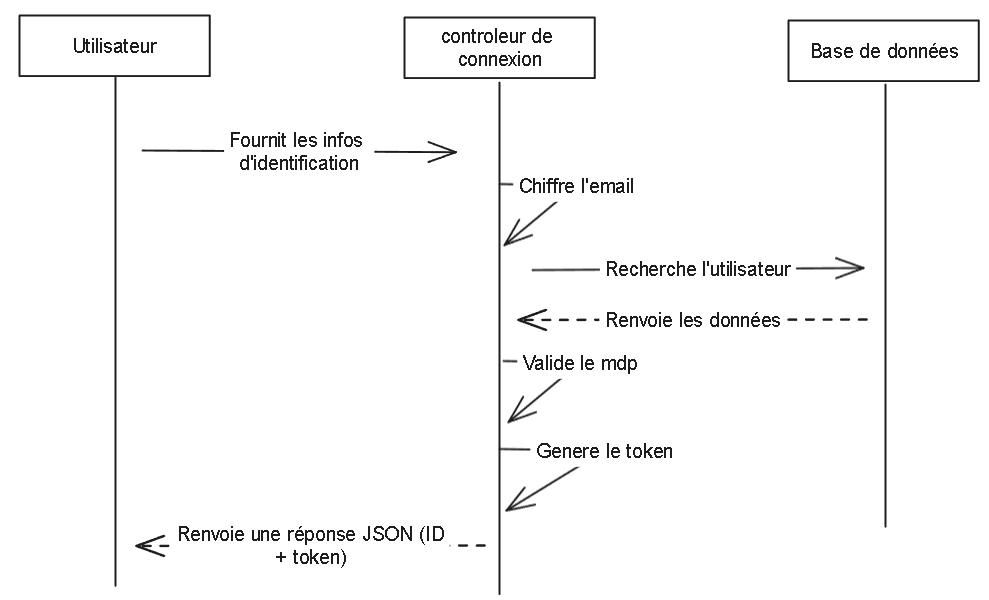 Utilisateur
controleur de
connexion
Base de données
Fournit les infos
d'identification
Chiffre l'email
Recherche l'utilisateur
Renvoie les données
Valide le mdp
Genere le token
Renvoie une réponse JSON (ID
+ token)